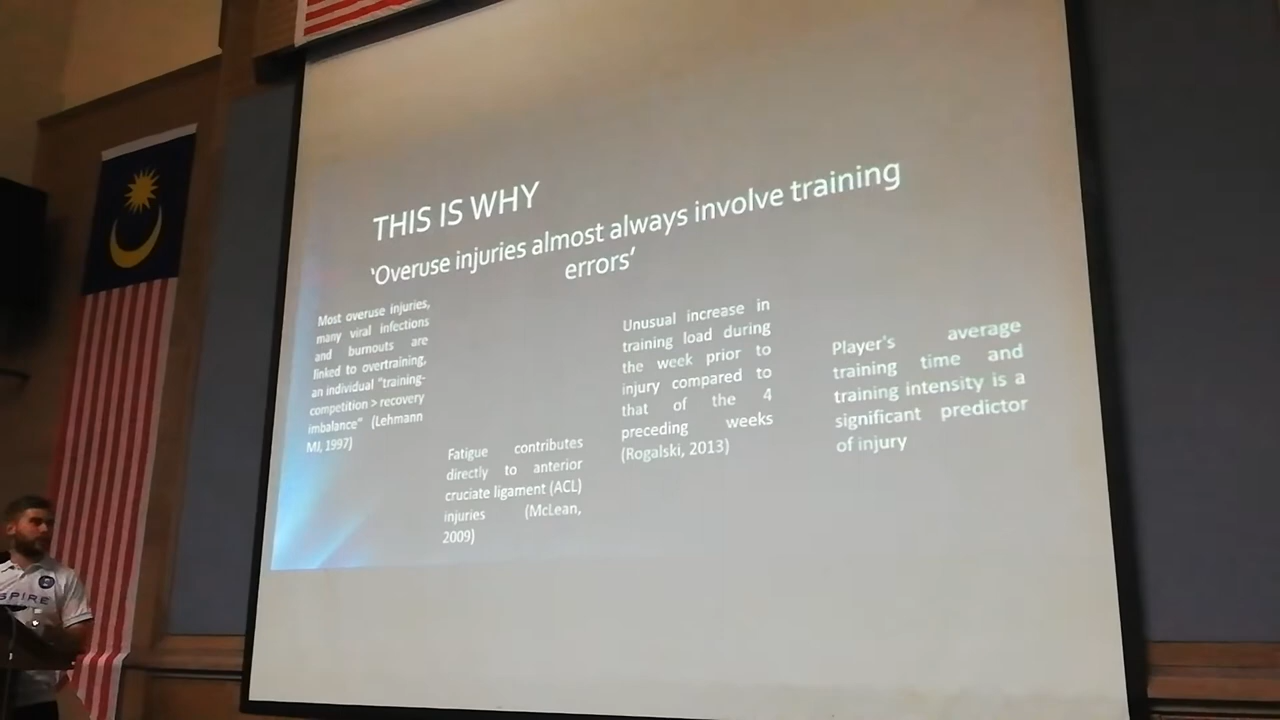 THIS IS WHY
‘Overuse injuries almost always involve training
errors’
Most overuse injuries,
many viral infections
and burnouts are
linked to overtraining,
an individual “training-
competition > recovery
imbalance” (Lehmann
MJ, 1997)
Fatigue contributes
directly to anterior
cruciate ligament (ACL)
injuries (McLean,
2009)
Unusual increase in
training load during
the week prior to
injury compared to
that of the 4
preceding weeks
(Rogalski, 2013)
Player's average
training time and
training intensity is a
significant predictor
of injury
SPIRE